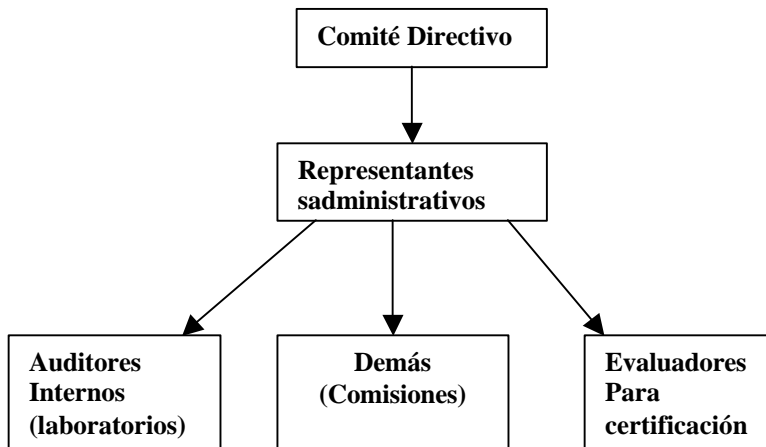 Comité Directivo
Representantes
sadministrativos
Auditores
Internos
(laboratorios)
Demás
(Comisiones)
Evaluadores
Para
certificación